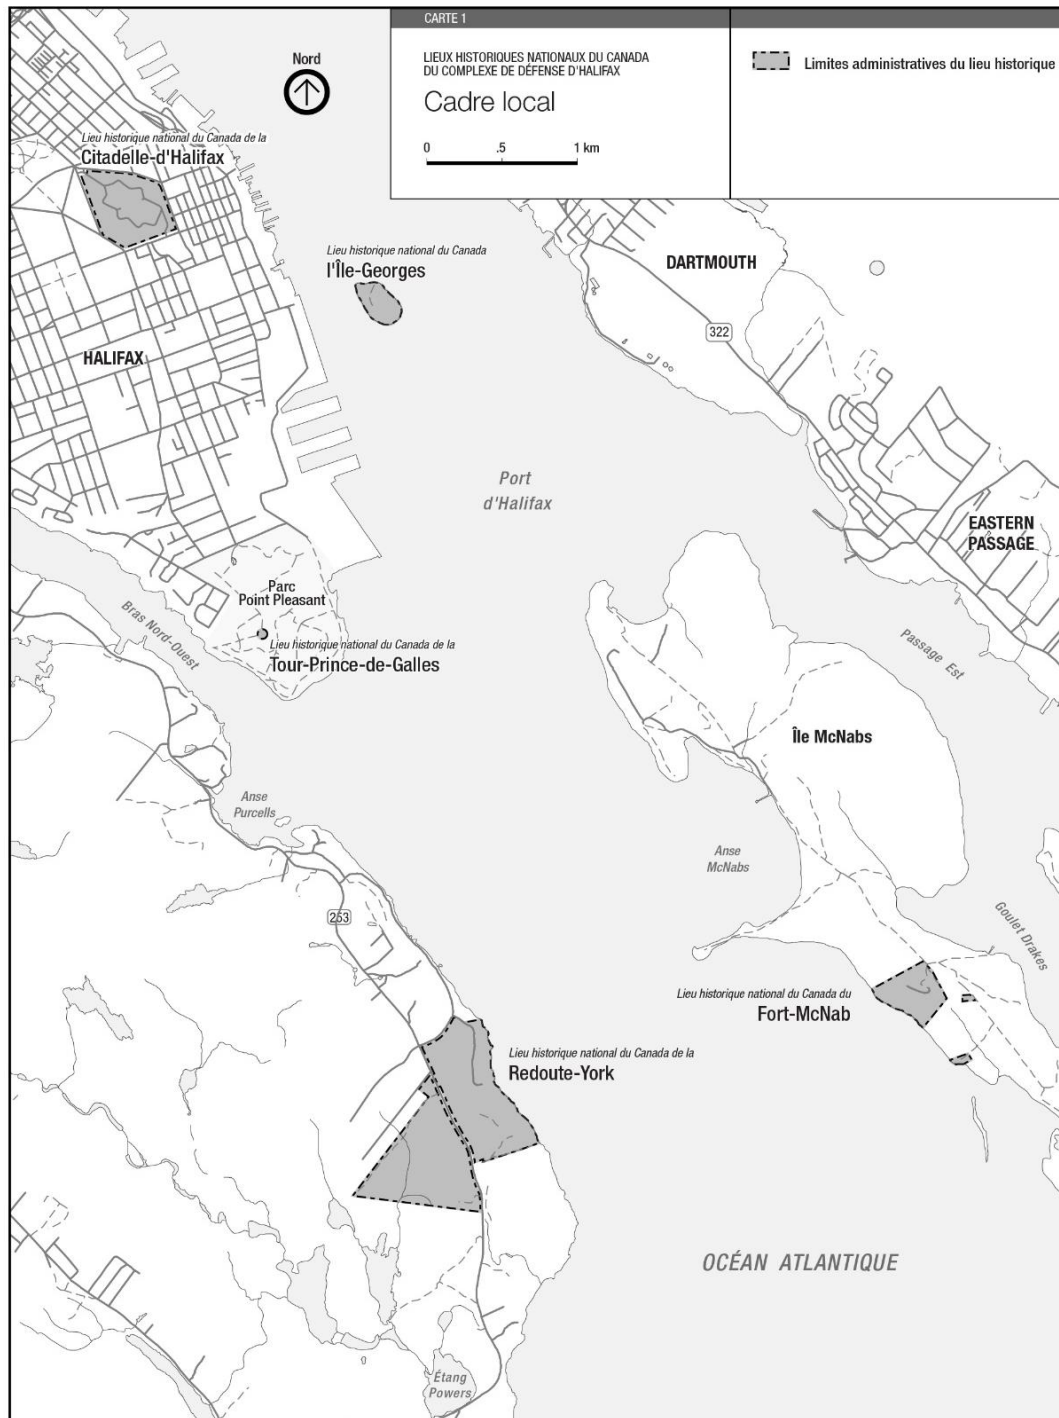 CARTE 1
LIEUX HISTORIQUES NATIONAUX DU CANADA
DU COMPLEXE DE DÉFENSE D'HALIFAX
Cadre local
0 .5 1 km
Limites administratives du lieu historique
Nord
Lieu historique national du Canada de la
Citadelle-d'Halifax
Lieu historique national du Canada
l'Île-Georges
DARTMOUTH
322
HALIFAX
Port
d'Halifax
EASTERN
PASSAGE
Parc
Point Pleasant
Bras Nord-Ouest
Lieu historique national du Canada de la
Tour-Prince-de-Galles
Passage Est
Île McNabs
Anse
Purcells
Anse
McNabs
253
Goulet Drakes
Lieu historique national du Canada du
Fort-McNab
Lieu historique national du Canada de la
Redoute-York
OCÉAN ATLANTIQUE
Étang
Powers